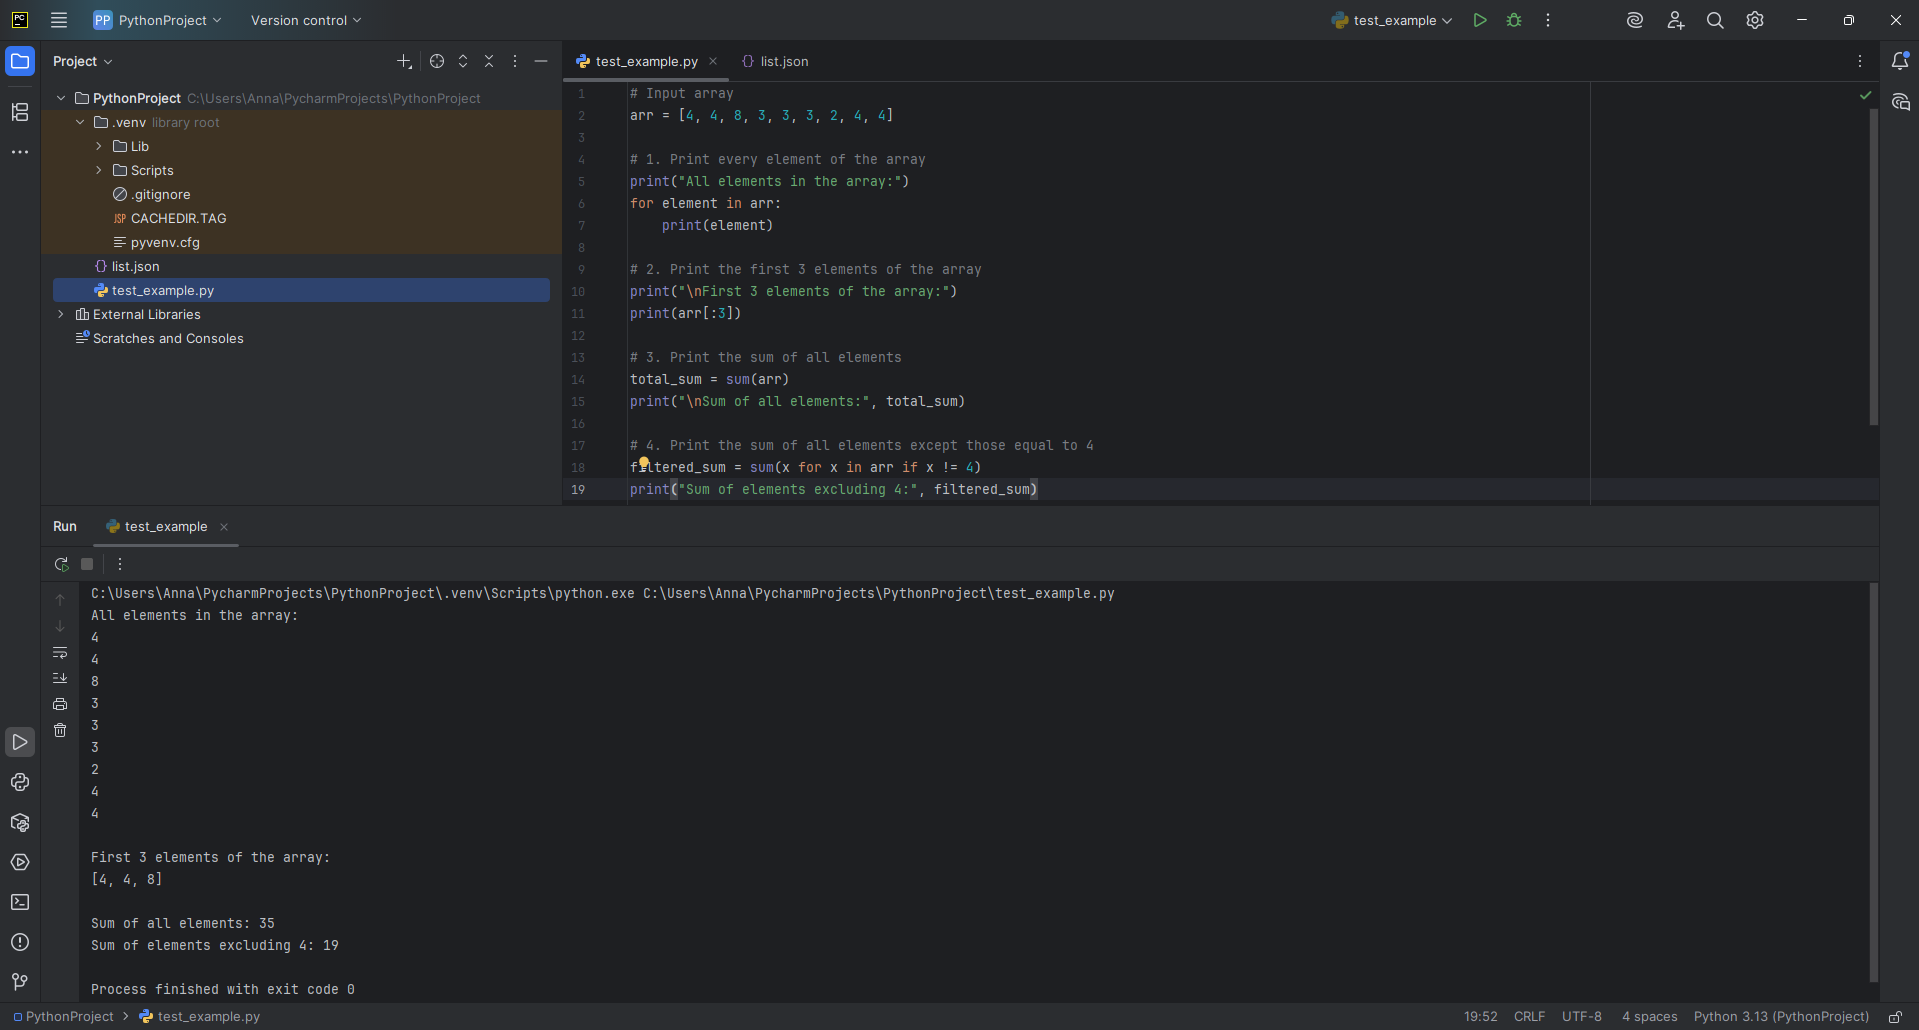 PC
PP PythonProject
Version control
test_example
Project
PythonProject C:\Users\Anna\PycharmProjects\PythonProject
.venv library root
Lib
Scripts
.gitignore
JSP CACHEDIR.TAG
pyvenv.cfg
{} list.json
test_example.py
External Libraries
Scratches and Consoles
test_example.py
{} list.json
1 # Input array
2 arr = [4, 4, 8, 3, 3, 3, 2, 4, 4]
3
4 # 1. Print every element of the array
5 print("All elements in the array:")
6 for element in arr:
7     print(element)
8
9 # 2. Print the first 3 elements of the array
10 print("\nFirst 3 elements of the array:")
11 print(arr[:3])
12
13 # 3. Print the sum of all elements
14 total_sum = sum(arr)
15 print("\nSum of all elements:", total_sum)
16
17 # 4. Print the sum of all elements except those equal to 4
18 filtered_sum = sum(x for x in arr if x != 4)
19 print("Sum of elements excluding 4:", filtered_sum)
Run
test_example
C:\Users\Anna\PycharmProjects\PythonProject\.venv\Scripts\python.exe C:\Users\Anna\PycharmProjects\PythonProject\test_example.py
All elements in the array:
4
4
8
3
3
3
2
4
4
First 3 elements of the array:
[4, 4, 8]
Sum of all elements: 35
Sum of elements excluding 4: 19
Process finished with exit code 0
PythonProject > test_example.py
19:52 CRLF UTF-8 4 spaces Python 3.13 (PythonProject)